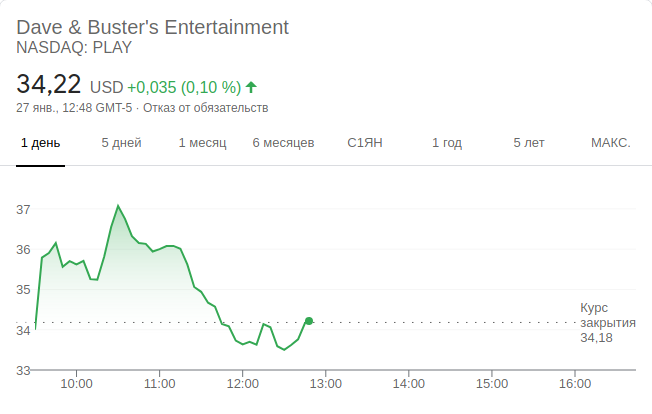 Dave & Buster's Entertainment
NASDAQ: PLAY
34,22 USD +0,035 (0,10 %)
27 янв., 12:48 GMT-5 · Отказ от обязательств
1 день 5 дней 1 месяц 6 месяцев С1ЯН 1 год 5 лет МАКС.
37
36
35
34
33
Курс
закрытия
34,18
10:00 11:00 12:00 13:00 14:00 15:00 16:00